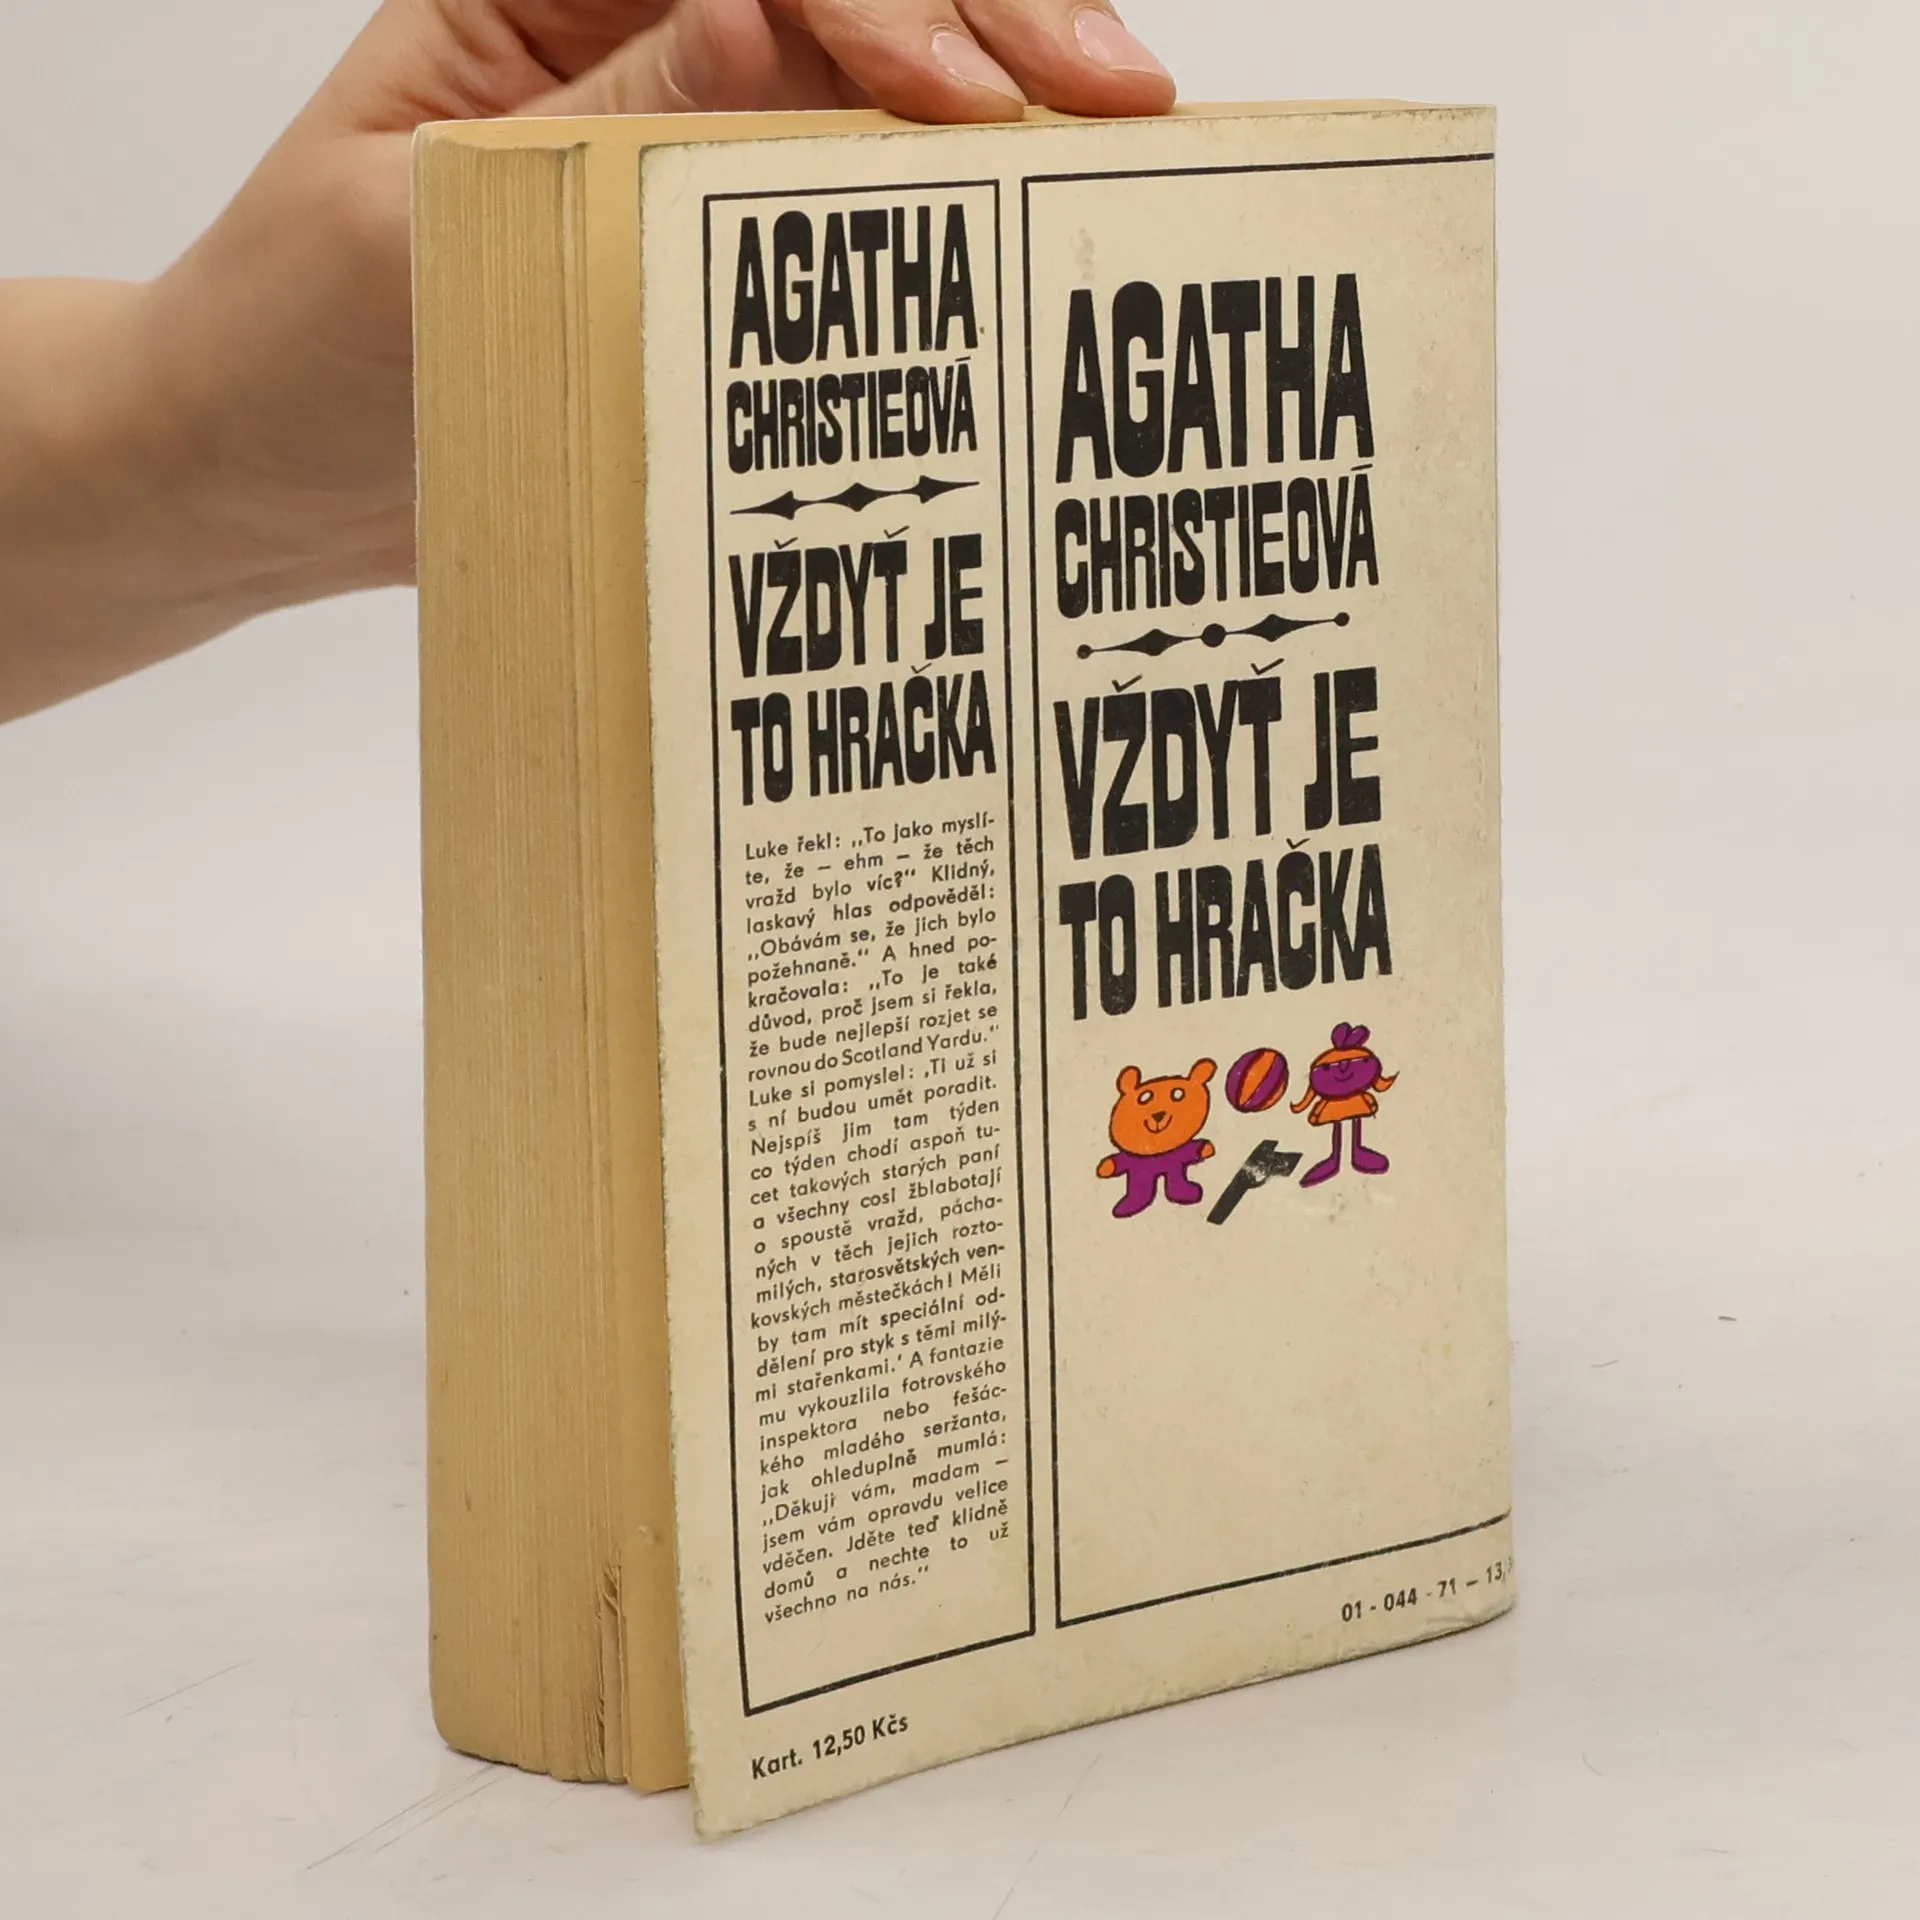 AGATHA
CHRISTIEOVÁ
VŽDYŤ JE
TO HRAČKA
Luke řekl: „To jako myslí-
te, že – ehm – že těch
vražd bylo víc?“ Klidný,
laskavý hlas odpověděl:
„Obávám se, že jich bylo
požehnaně.“ A hned po-
kračovala: „To je také
důvod, proč jsem si řekla,
že bude nejlepší rozjet se
rovnou do Scotland Yardu.“
Luke si pomyslel: ‚Ti už si
s ní budou umět poradit.
Nejspíš jim tam týden
co týden chodí aspoň tu-
cet takových starých paní
a všechny cosi žblabotají
o spoustě vražd, pácha-
ných v těch jejich rozto-
milých, starosvětských ven-
kovských městečkách! Měli
by tam mít speciální od-
dělení pro styk s těmi milý-
mi stařenkami.‘ A fantazie
mu vykouzlila fotrovského
inspektora nebo fešác-
kého mladého seržanta,
jak ohleduplně mumlá:
„Děkuji vám, madam –
jsem vám opravdu velice
vděčen. Jděte teď klidně
domů a nechte to už
všechno na nás.“
Kart. 12,50 Kčs
AGATHA
CHRISTIEOVÁ
VŽDYŤ JE
TO HRAČKA
01 - 044 - 71 – 13/